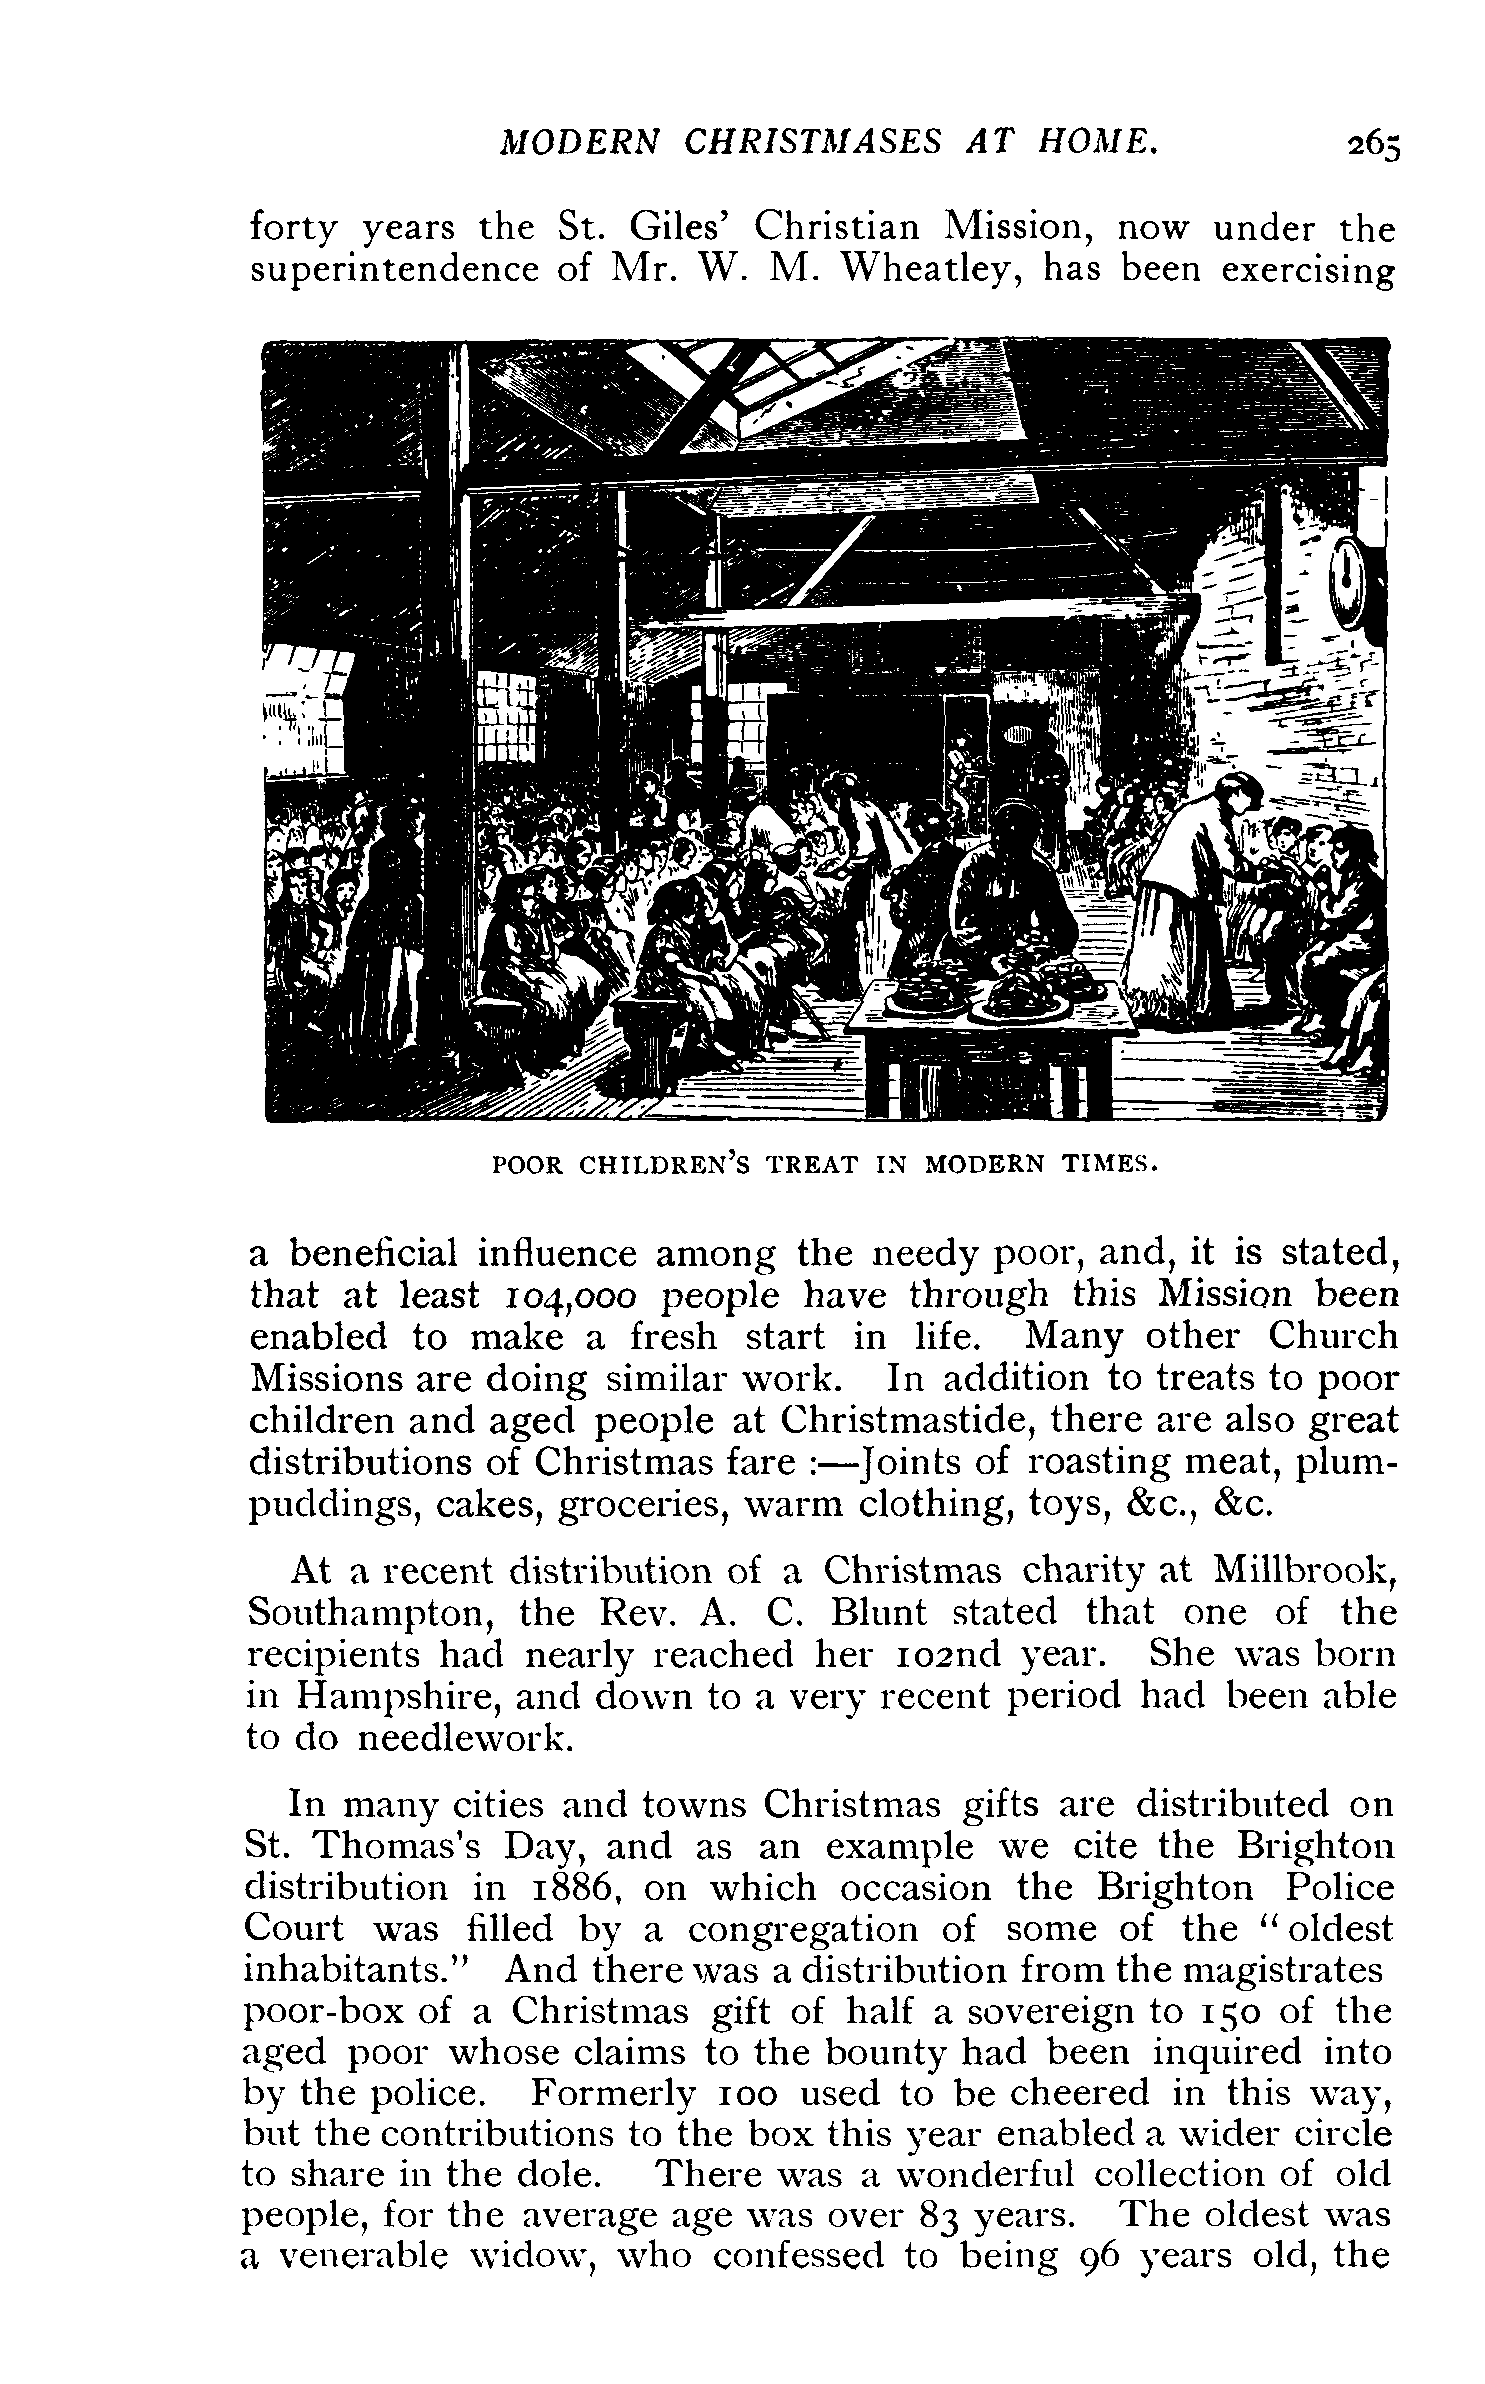 MODERN CHRISTMASES AT HOME. 265
forty years the St. Giles’ Christian Mission, now under the
superintendence of Mr. W. M. Wheatley, has been exercising
POOR CHILDREN’S TREAT IN MODERN TIMES.
a beneficial influence among the needy poor, and, it is stated,
that at least 104,000 people have through this Mission been
enabled to make a fresh start in life. Many other Church
Missions are doing similar work. In addition to treats to poor
children and aged people at Christmastide, there are also great
distributions of Christmas fare :—Joints of roasting meat, plum-
puddings, cakes, groceries, warm clothing, toys, &c., &c.
At a recent distribution of a Christmas charity at Millbrook,
Southampton, the Rev. A. C. Blunt stated that one of the
recipients had nearly reached her 102nd year. She was born
in Hampshire, and down to a very recent period had been able
to do needlework.
In many cities and towns Christmas gifts are distributed on
St. Thomas’s Day, and as an example we cite the Brighton
distribution in 1886, on which occasion the Brighton Police
Court was filled by a congregation of some of the “ oldest
inhabitants.” And there was a distribution from the magistrates
poor-box of a Christmas gift of half a sovereign to 150 of the
aged poor whose claims to the bounty had been inquired into
by the police. Formerly 100 used to be cheered in this way,
but the contributions to the box this year enabled a wider circle
to share in the dole. There was a wonderful collection of old
people, for the average age was over 83 years. The oldest was
a venerable widow, who confessed to being 96 years old, the